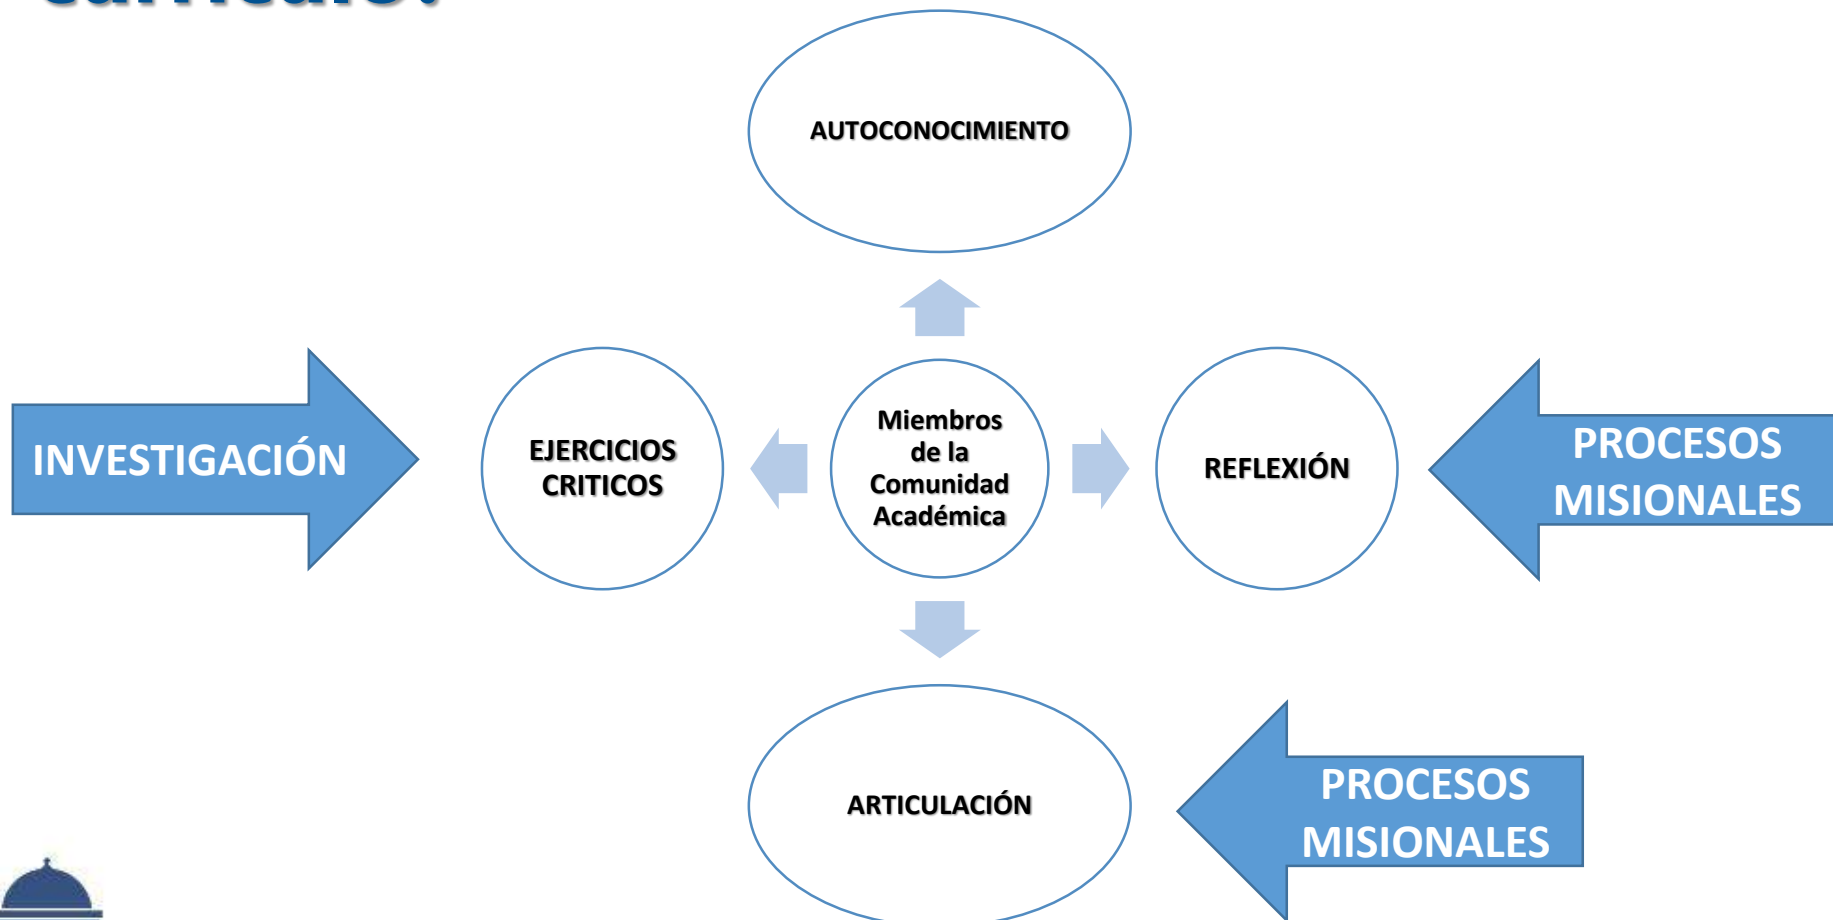 AUTOCONOCIMIENTO
INVESTIGACIÓN
EJERCICIOS
CRITICOS
Miembros
de la
Comunidad
Académica
REFLEXIÓN
PROCESOS
MISIONALES
ARTICULACIÓN
PROCESOS
MISIONALES